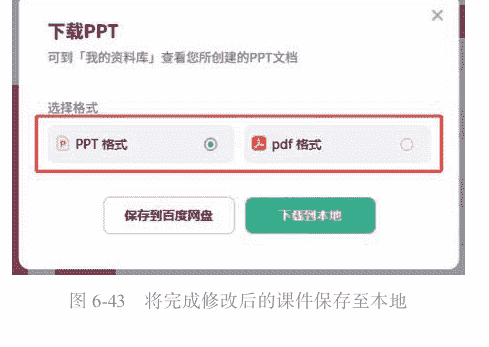 下载PPT
可到「我的资料库」查看您所创建的PPT文档
选择格式
PPT 格式
pdf 格式
保存到百度网盘
下载到本地
图 6-43 将完成修改后的课件保存至本地